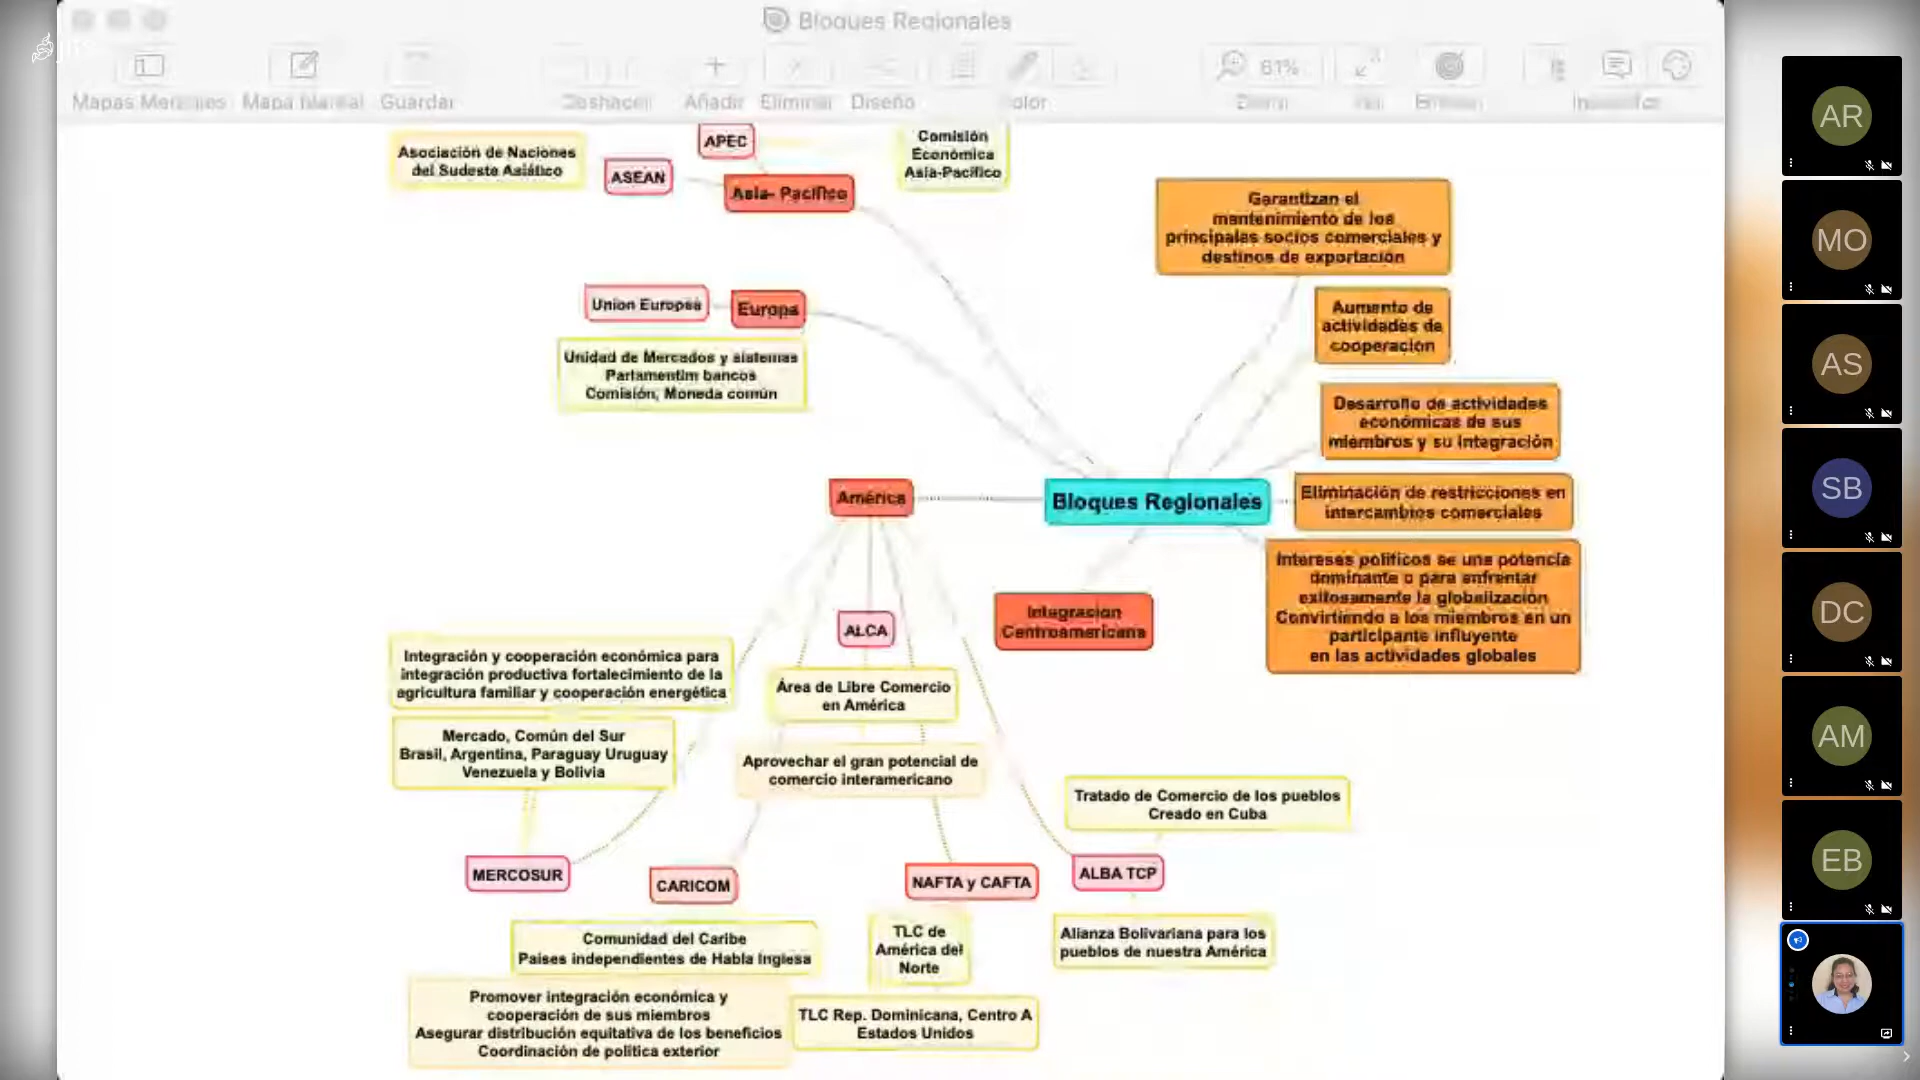 Bloques Regionales
61%
Mapas Mentales
Guardar
Deshacer
Añadir
Eliminar
Diseño
APEC
Comisión
Económica
Asia-Pacífico
Asociación de Naciones
del Sudeste Asiático
ASEAN
Asia- Pacífico
Garantizan el
mantenimiento de los
principales socios comerciales y
destinos de exportación
Union Europea
Europa
Aumento de
actividades de
cooperación
Unidad de Mercados y sistemas
Parlamentim bancos
Comisión, Moneda común
Desarrollo de actividades
económicas de sus
miembros y su integración
América
Bloques Regionales
Eliminación de restricciones en
intercambios comerciales
Intereses políticos se una potencia
dominante o para enfrentar
exitosamente la globalización
Convirtiendo a los miembros en un
participante influyente
en las actividades globales
Integración
Centroamericana
ALCA
Área de Libre Comercio
en América
Aprovechar el gran potencial de
comercio interamericano
Integración y cooperación económica para
integración productiva fortalecimiento de la
agricultura familiar y cooperación energética
Mercado, Común del Sur
Brasil, Argentina, Paraguay Uruguay
Venezuela y Bolivia
MERCOSUR
CARICOM
NAFTA y CAFTA
ALBA TCP
Tratado de Comercio de los pueblos
Creado en Cuba
Comunidad del Caribe
Países independientes de Habla Inglesa
Promover integración económica y
cooperación de sus miembros
Asegurar distribución equitativa de los beneficios
Coordinación de política exterior
TLC de
América del
Norte
TLC Rep. Dominicana, Centro A
Estados Unidos
Alianza Bolivariana para los
pueblos de nuestra América
AR
MO
AS
SB
DC
AM
EB